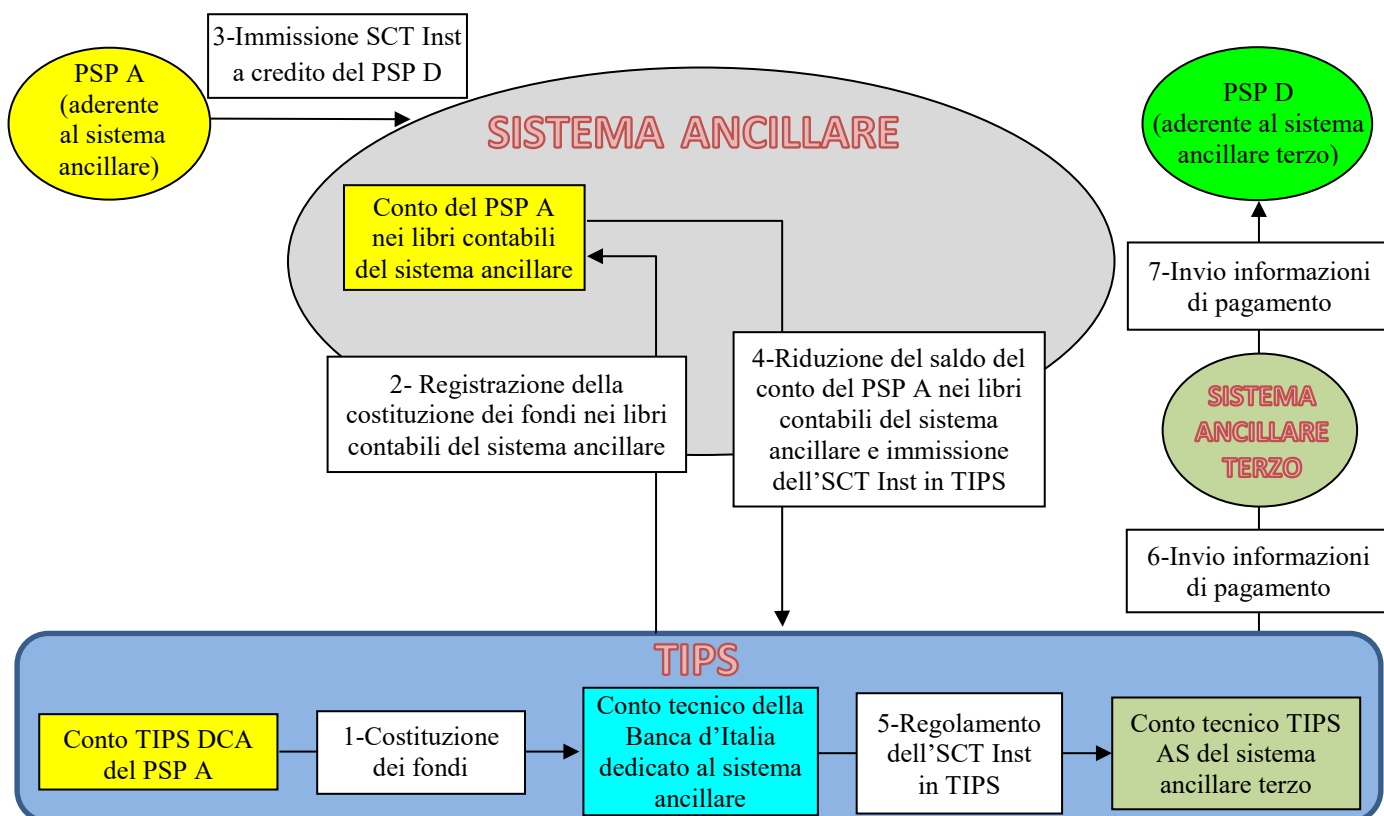 3-Immissione SCT Inst
a credito del PSP D
PSP A
(aderente
al sistema
ancillare)
SISTEMA ANCILLARE
PSP D
(aderente al sistema
ancillare terzo)
Conto del PSP A
nei libri contabili
del sistema ancillare
7-Invio informazioni
di pagamento
2- Registrazione della
costituzione dei fondi nei libri
contabili del sistema ancillare
4-Riduzione del saldo del
conto del PSP A nei libri
contabili del sistema
ancillare e immissione
dell’SCT Inst in TIPS
SISTEMA
ANCILLARE
TERZO
6-Invio informazioni
di pagamento
TIPS
Conto TIPS DCA
del PSP A
1-Costituzione
dei fondi
Conto tecnico della
Banca d’Italia
dedicato al sistema
ancillare
5-Regolamento
dell’SCT Inst
in TIPS
Conto tecnico TIPS
AS del sistema
ancillare terzo